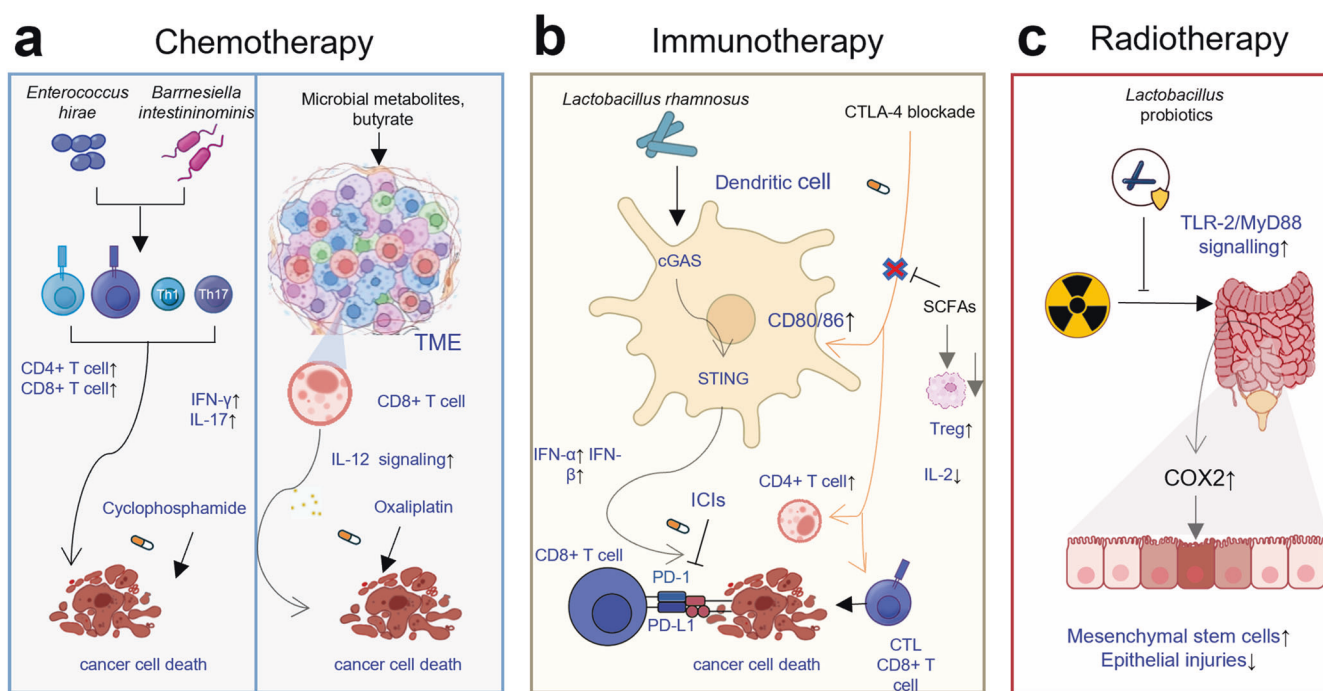 a
Chemotherapy
Enterococcus
hirae
Barrnesiella
intestininominis
Th1
Th17
CD4+ T cell↑
CD8+ T cell↑
IFN-γ↑
IL-17↑
Cyclophosphamide
cancer cell death
Microbial metabolites,
butyrate
TME
CD8+ T cell
IL-12 signaling↑
Oxaliplatin
cancer cell death
b
Immunotherapy
Lactobacillus rhamnosus
CTLA-4 blockade
Dendritic cell
cGAS
CD80/86↑
SCFAs
STING
Treg↑
IL-2↓
IFN-α↑ IFN-
β↑
CD4+ T cell↑
ICIs
CD8+ T cell
PD-1
PD-L1
cancer cell death
CTL
CD8+ T
cell
c
Radiotherapy
Lactobacillus
probiotics
TLR-2/MyD88
signalling↑
COX2↑
Mesenchymal stem cells↑
Epithelial injuries↓